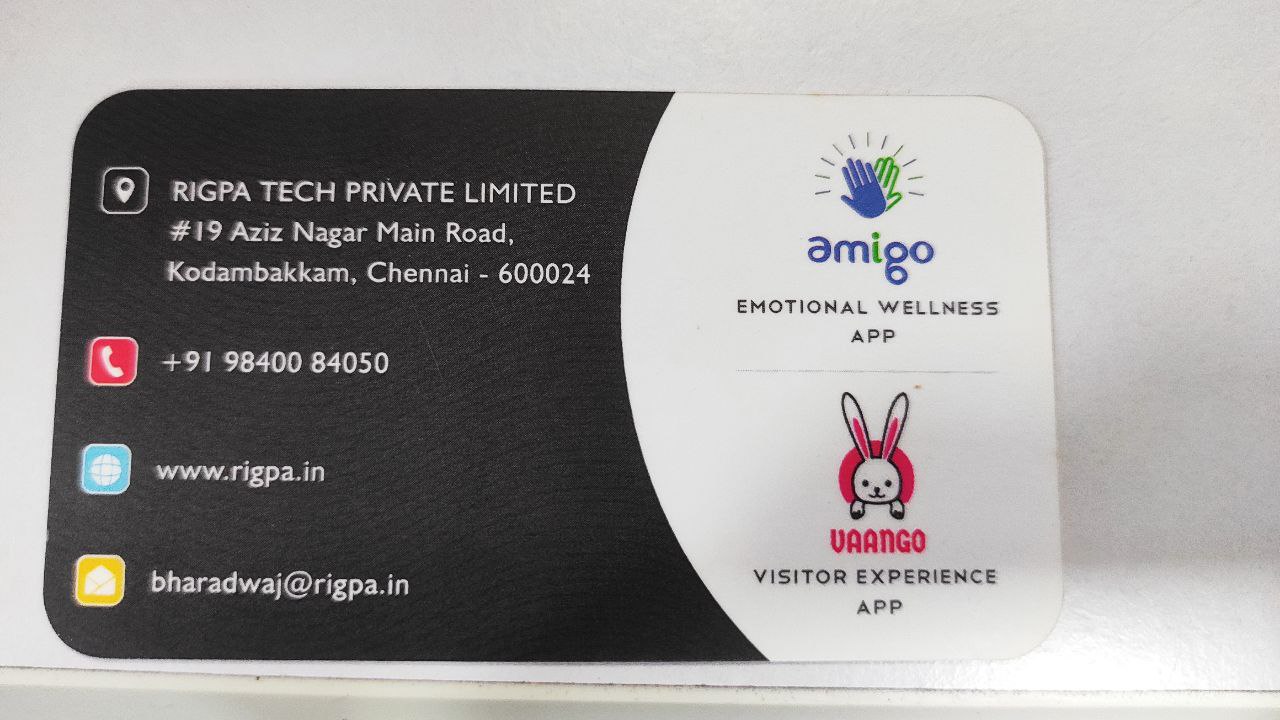 RIGPA TECH PRIVATE LIMITED
#19 Aziz Nagar Main Road,
Kodambakkam, Chennai - 600024
+91 98400 84050
www.rigpa.in
bharadwaj@rigpa.in
amigo
EMOTIONAL WELLNESS
APP
VAANGO
VISITOR EXPERIENCE
APP